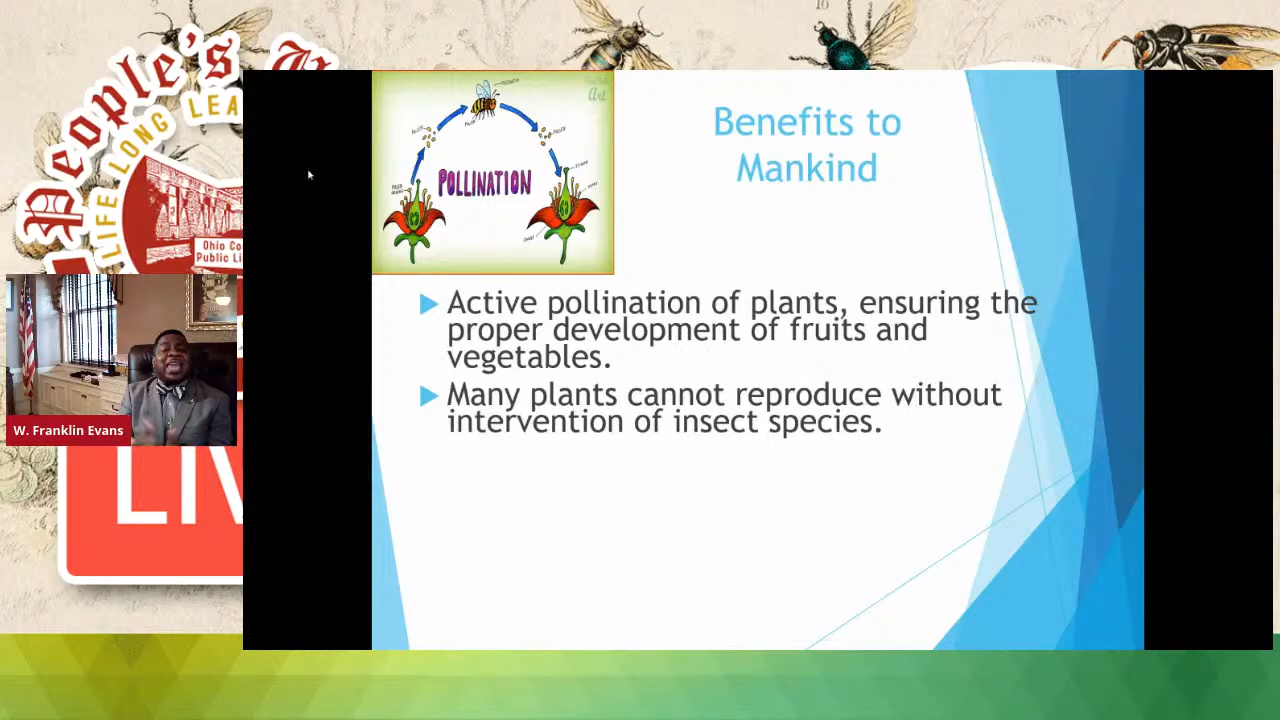 People's U
LIFE LONG LEA
Ohio Co
Public Li
LIV
W. Franklin Evans
POLLINATION
Art
Benefits to
Mankind
Active pollination of plants, ensuring the
proper development of fruits and
vegetables.
Many plants cannot reproduce without
intervention of insect species.